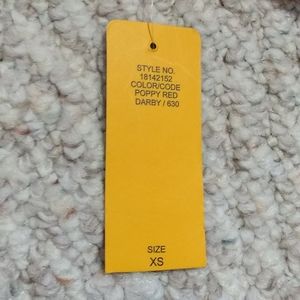 STYLE NO.
18142152
COLOR/CODE
POPPY RED
DARBY / 630
SIZE
XS